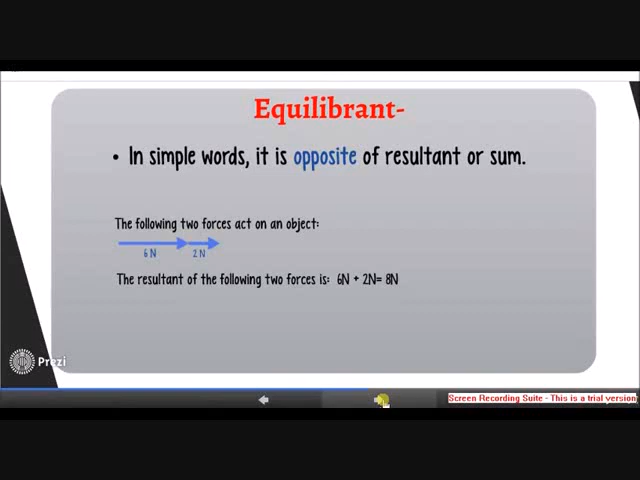 Equilibrant-
• In simple words, it is opposite of resultant or sum.
The following two forces act on an object:
6 N 2 N
The resultant of the following two forces is: 6N + 2N= 8N
Prezi
Screen Recording Suite - This is a trial version